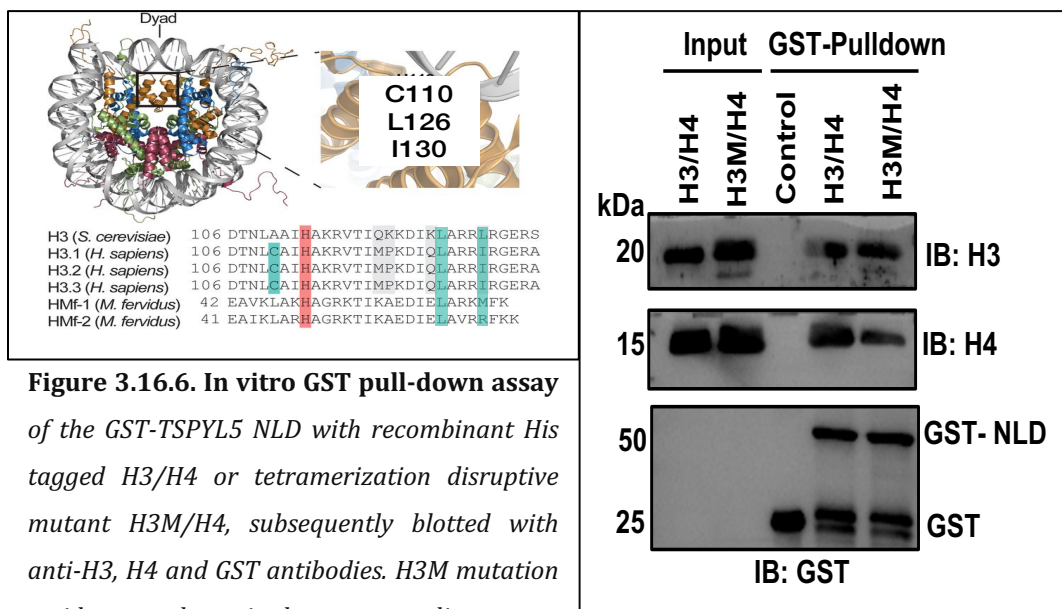 Dyad
C110
L126
I130
H3 (S. cerevisiae) 106 DTNLAAIHAKRVTIQKKDIKLARRLRGERS
H3.1 (H. sapiens) 106 DTNLCAIHAKRVTIMPKDIQLARRIRGERA
H3.2 (H. sapiens) 106 DTNLCAIHAKRVTIMPKDIQLARRIRGERA
H3.3 (H. sapiens) 106 DTNLCAIHAKRVTIMPKDIQLARRIRGERA
HMf-1 (M. fervidus) 42 EAVKLAKHAGRKTIKAEDIELARKMFK
HMf-2 (M. fervidus) 41 EAIKLARHAGRKTIKAEDIELAVRRFKK
Figure 3.16.6. In vitro GST pull-down assay
of the GST-TSPYL5 NLD with recombinant His
tagged H3/H4 or tetramerization disruptive
mutant H3M/H4, subsequently blotted with
anti-H3, H4 and GST antibodies. H3M mutation
Input GST-Pulldown
H3/H4
H3M/H4
Control
H3/H4
H3M/H4
kDa
20 IB: H3
15 IB: H4
50 GST- NLD
25 GST
IB: GST